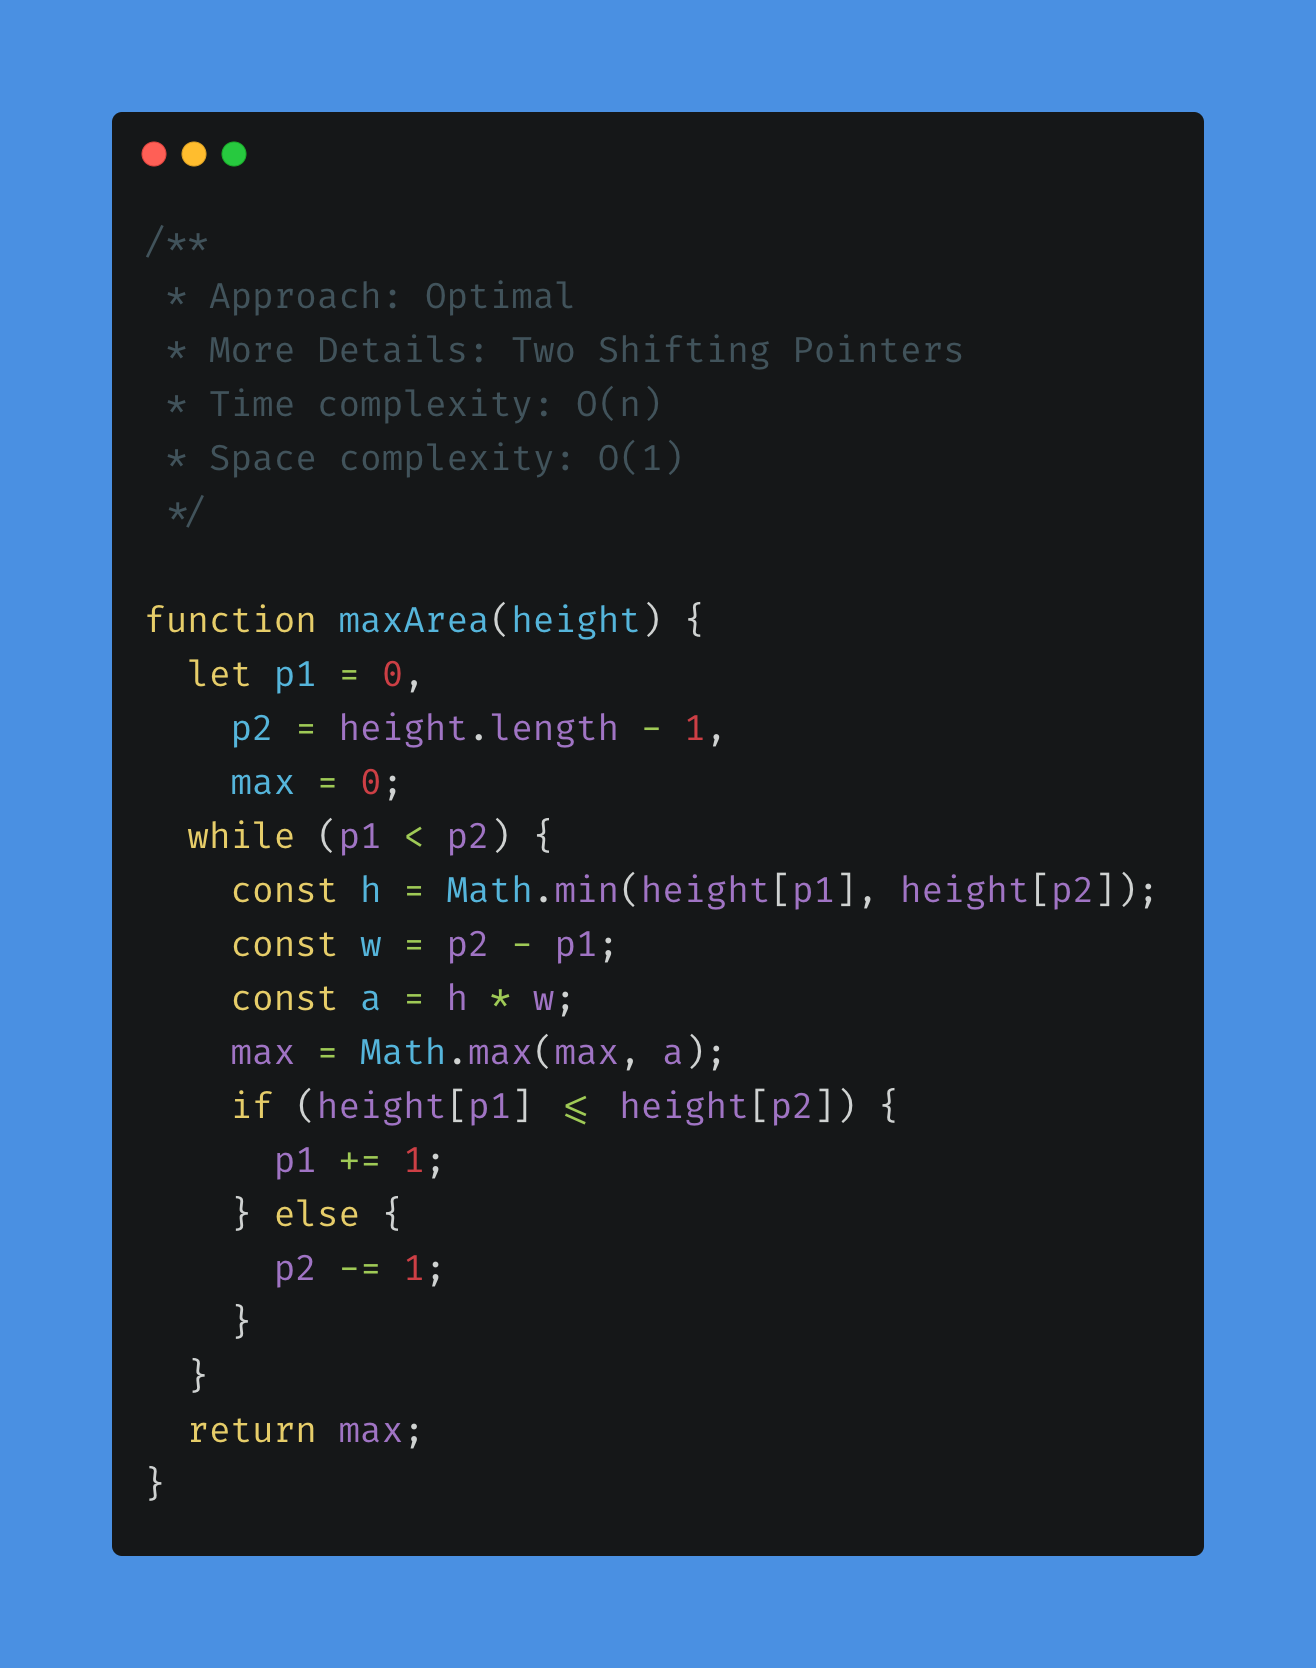 /**
 * Approach: Optimal
 * More Details: Two Shifting Pointers
 * Time complexity: O(n)
 * Space complexity: O(1)
 */

function maxArea(height) {
  let p1 = 0,
    p2 = height.length - 1,
    max = 0;
  while (p1 < p2) {
    const h = Math.min(height[p1], height[p2]);
    const w = p2 - p1;
    const a = h * w;
    max = Math.max(max, a);
    if (height[p1] <= height[p2]) {
      p1 += 1;
    } else {
      p2 -= 1;
    }
  }
  return max;
}